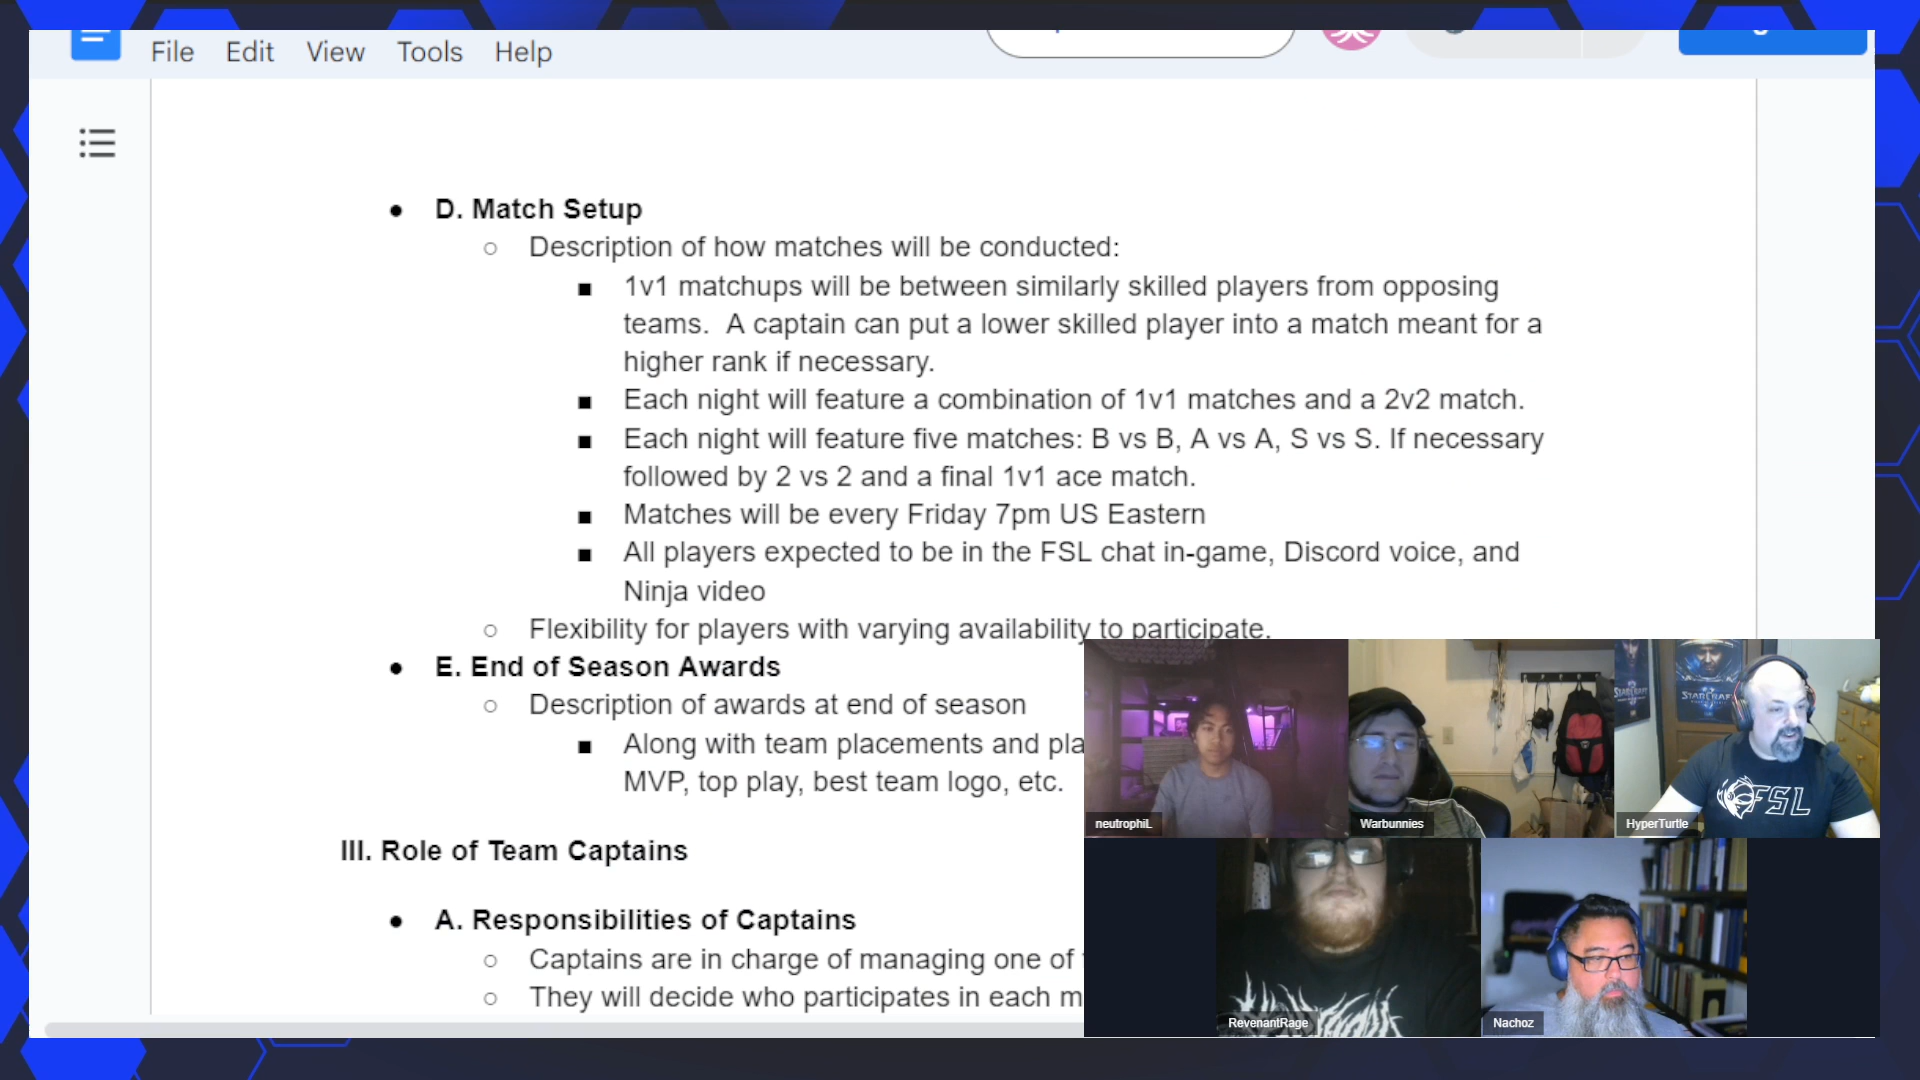 File Edit View Tools Help
● D. Match Setup
○ Description of how matches will be conducted:
■ 1v1 matchups will be between similarly skilled players from opposing
teams.  A captain can put a lower skilled player into a match meant for a
higher rank if necessary.
■ Each night will feature a combination of 1v1 matches and a 2v2 match.
■ Each night will feature five matches: B vs B, A vs A, S vs S. If necessary
followed by 2 vs 2 and a final 1v1 ace match.
■ Matches will be every Friday 7pm US Eastern
■ All players expected to be in the FSL chat in-game, Discord voice, and
Ninja video
○ Flexibility for players with varying availability to participate.
● E. End of Season Awards
○ Description of awards at end of season
■ Along with team placements and pla
MVP, top play, best team logo, etc.
III. Role of Team Captains
● A. Responsibilities of Captains
○ Captains are in charge of managing one of
○ They will decide who participates in each m
STARCRAFT
STARCRAFT
FSL
neutrophiL
Warbunnies
HyperTurtle
RevenantRage
Nachoz